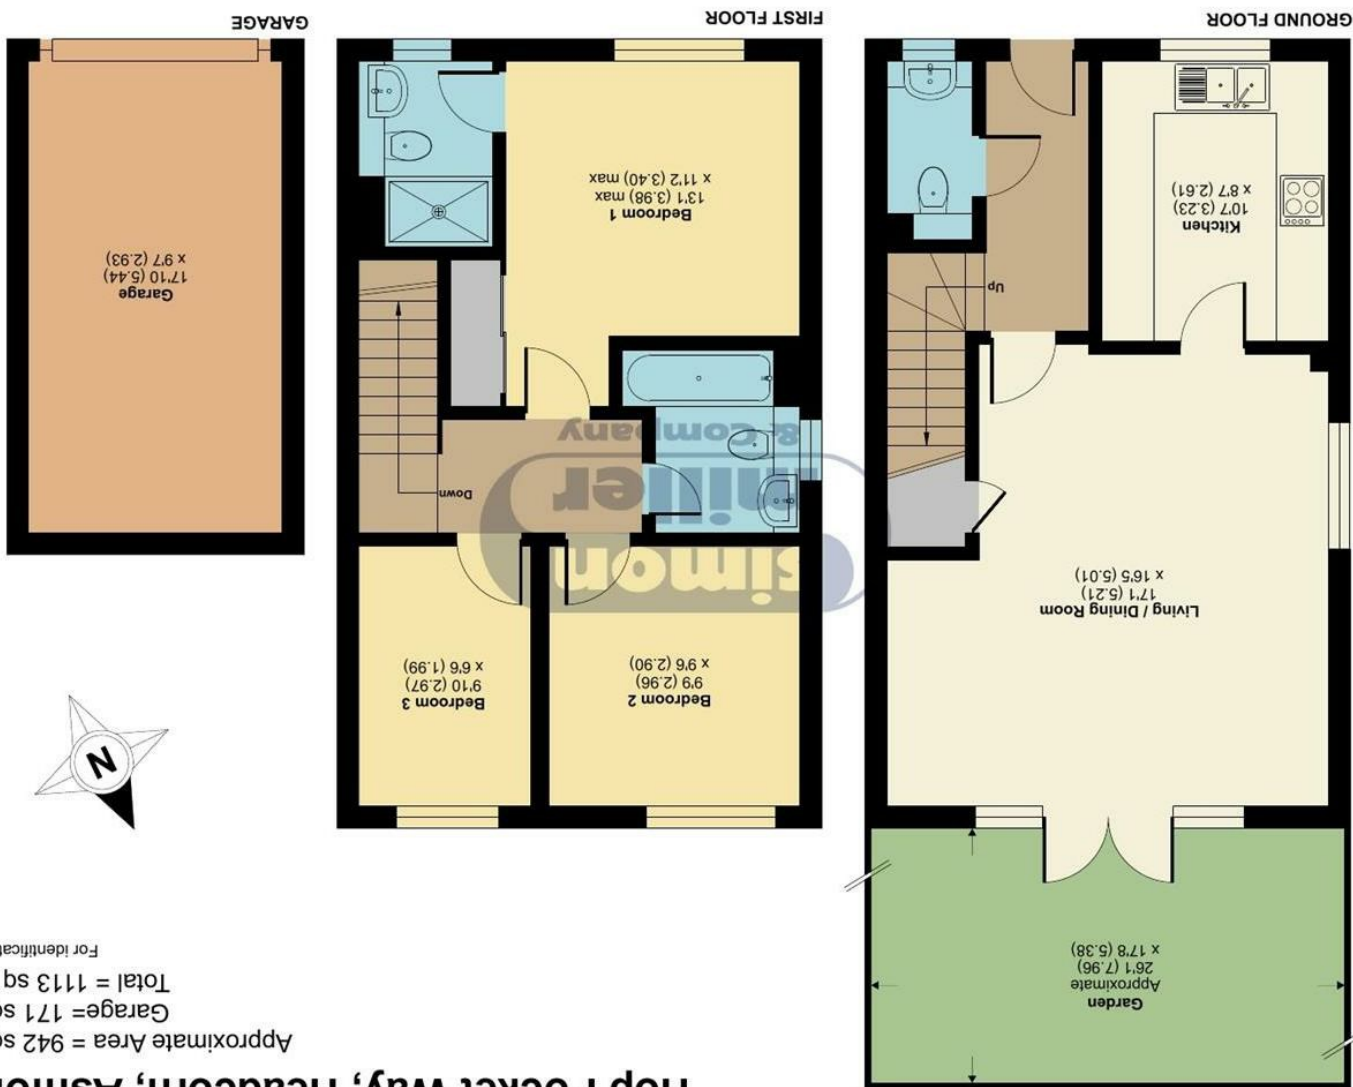 Hop Pocket Way, Headcorn,
Approximate Area = 942
Garage= 171
Total = 1113 sq
For
Garden
Approximate
26'1 (7.96)
x 17'8 (5.38)
Living / Dining Room
17'1 (5.21)
x 16'5 (5.01)
Up
Kitchen
10'7 (3.23)
x 8'7 (2.61)
GROUND FLOOR
Bedroom 2
9'9 (2.96)
x 9'6 (2.90)
Bedroom 3
9'10 (2.97)
x 6'6 (1.99)
simon
miller
& Company
Down
Bedroom 1
13'1 (3.98) max
x 11'2 (3.40) max
FIRST FLOOR
N
Garage
17'10 (5.44)
x 9'7 (2.93)
GARAGE